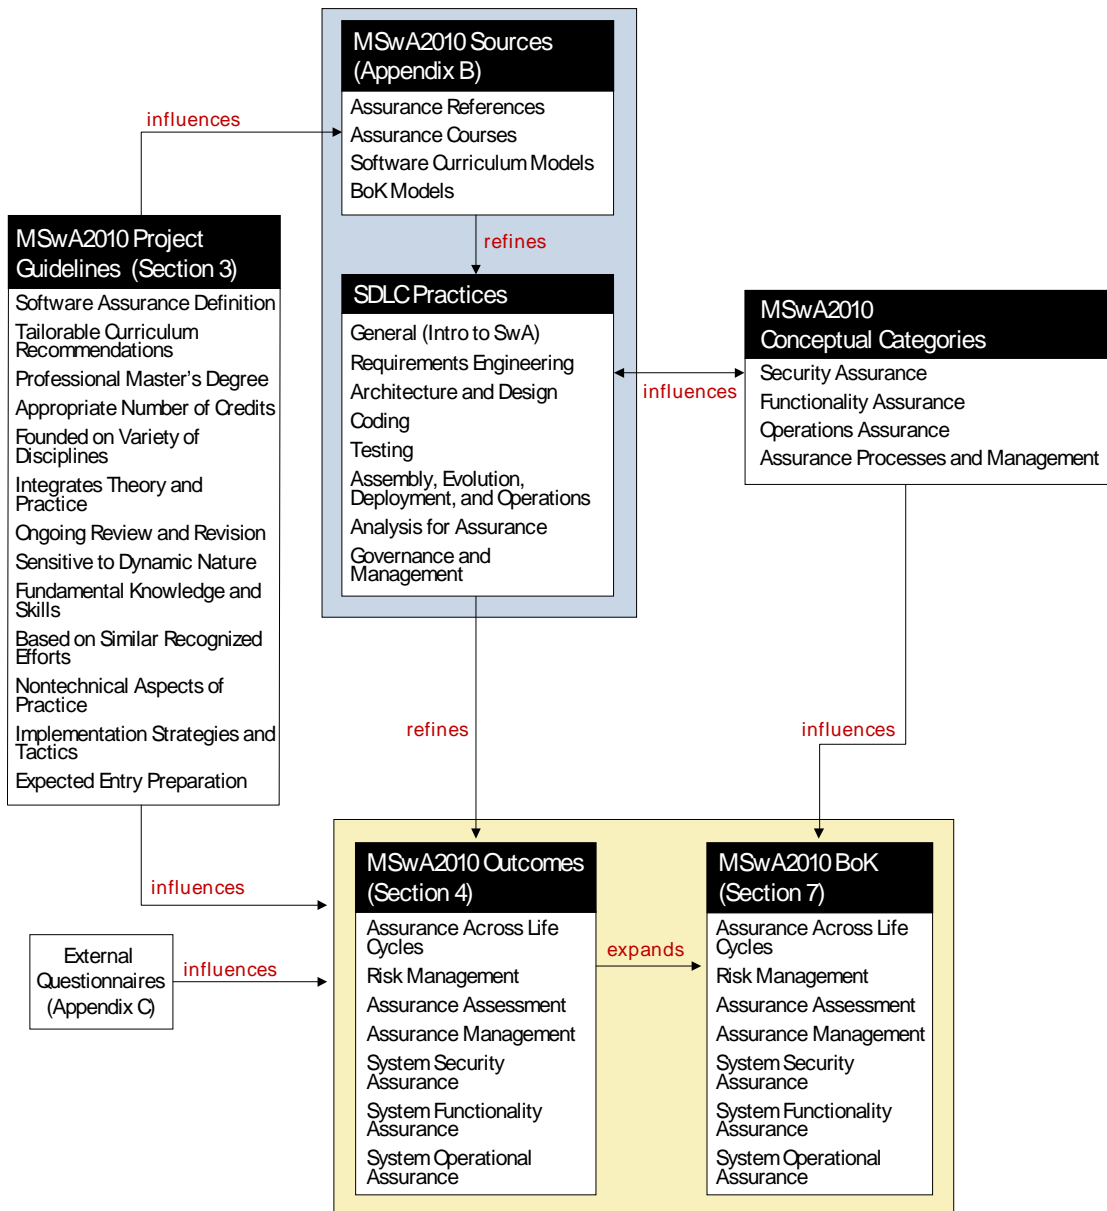 MSwA2010 Sources
(Appendix B)
Assurance References
Assurance Courses
Software Curriculum Models
BoK Models
influences
refines
MSwA2010 Project
Guidelines (Section 3)
Software Assurance Definition
Tailorable Curriculum
Recommendations
Professional Master's Degree
Appropriate Number of Credits
Founded on Variety of
Disciplines
Integrates Theory and
Practice
Ongoing Review and Revision
Sensitive to Dynamic Nature
Fundamental Knowledge and
Skills
Based on Similar Recognized
Efforts
Nontechnical Aspects of
Practice
Implementation Strategies and
Tactics
Expected Entry Preparation
SDLC Practices
General (Intro to SwA)
Requirements Engineering
Architecture and Design
Coding
Testing
Assembly, Evolution,
Deployment, and Operations
Analysis for Assurance
Governance and
Management
influences
MSwA2010
Conceptual Categories
Security Assurance
Functionality Assurance
Operations Assurance
Assurance Processes and Management
refines
influences
influences
External
Questionnaires
(Appendix C)
influences
MSwA2010 Outcomes
(Section 4)
Assurance Across Life
Cycles
Risk Management
Assurance Assessment
Assurance Management
System Security
Assurance
System Functionality
Assurance
System Operational
Assurance
expands
MSwA2010 BoK
(Section 7)
Assurance Across Life
Cycles
Risk Management
Assurance Assessment
Assurance Management
System Security
Assurance
System Functionality
Assurance
System Operational
Assurance